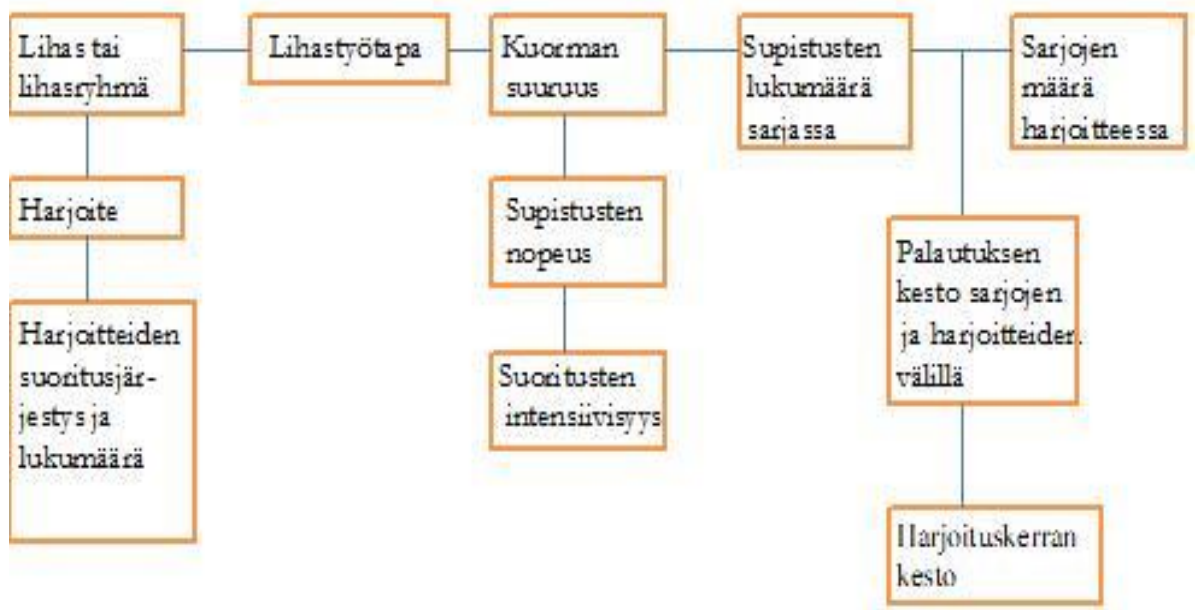 Lihas tai
lihasryhmä
Lihastyötapa
Kuorman
suuruus
Supistusten
lukumäärä
sarjassa
Sarjojen
määrä
harjoitteessa
Harjoite
Supistusten
nopeus
Palautuksen
kesto sarjojen
ja harjoitteiden
välillä
Harjoitteiden
suoritusjär-
jestys ja
lukumäärä
Suoritusten
intensiivisyys
Harjoituskerran
kesto